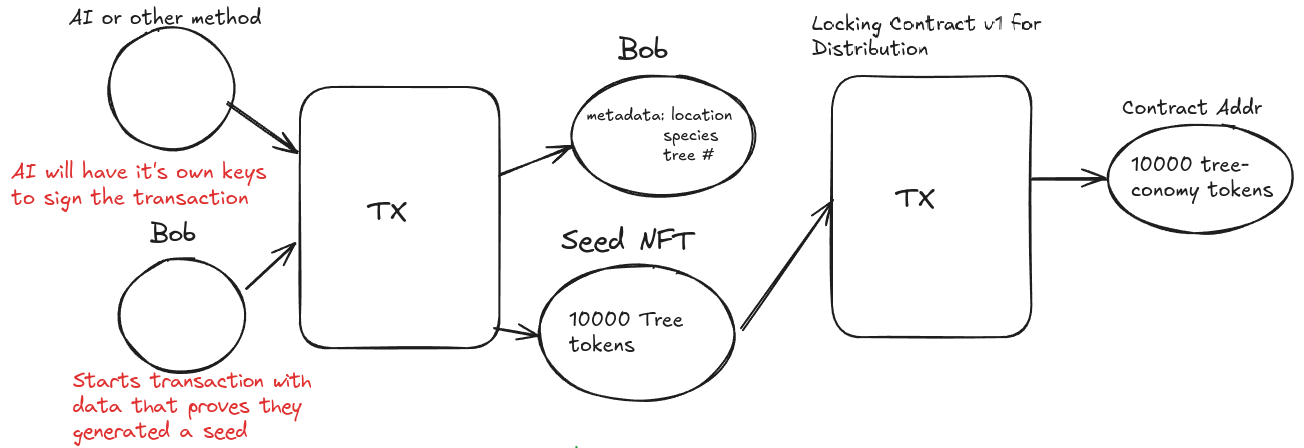 AI or other method
AI will have it's own keys
to sign the transaction
Bob
Starts transaction with
data that proves they
generated a seed
TX
Bob
metadata: location
species
tree #
Seed NFT
10000 Tree
tokens
Locking Contract v1 for
Distribution
TX
Contract Addr
10000 tree-
conomy tokens